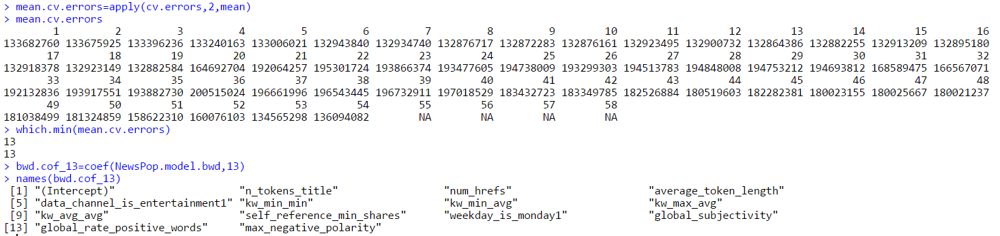 > mean.cv.errors=apply(cv.errors,2,mean)
> mean.cv.errors
1 2 3 4 5 6 7 8 9 10 11 12 13 14 15 16
133682760 133675925 133396236 133240163 133006021 132943840 132934740 132876717 132872283 132876161 132923495 132900732 132864386 132882255 132913209 132895180
17 18 19 20 21 22 23 24 25 26 27 28 29 30 31 32
132918378 132923149 132882584 164692704 192064257 195301724 193866374 193477605 194738009 193299303 194513783 194848008 194753212 194693812 168589475 166567071
33 34 35 36 37 38 39 40 41 42 43 44 45 46 47 48
192132836 193917551 193882730 200515024 196661996 196543445 196732911 197018529 183432723 183349785 182526884 180519603 182282381 180023155 180025667 180021237
49 50 51 52 53 54 55 56 57 58
181038499 181324859 158622310 160076103 134565298 136094082 NA NA NA NA
> which.min(mean.cv.errors)
13
13
> bwd.cof_13=coef(NewsPop.model.bwd,13)
> names(bwd.cof_13)
[1] "(Intercept)" "n_tokens_title" "num_hrefs" "average_token_length"
[5] "data_channel_is_entertainment1" "kw_min_min" "kw_min_avg" "kw_max_avg"
[9] "kw_avg_avg" "self_reference_min_shares" "weekday_is_monday1" "global_subjectivity"
[13] "global_rate_positive_words" "max_negative_polarity"